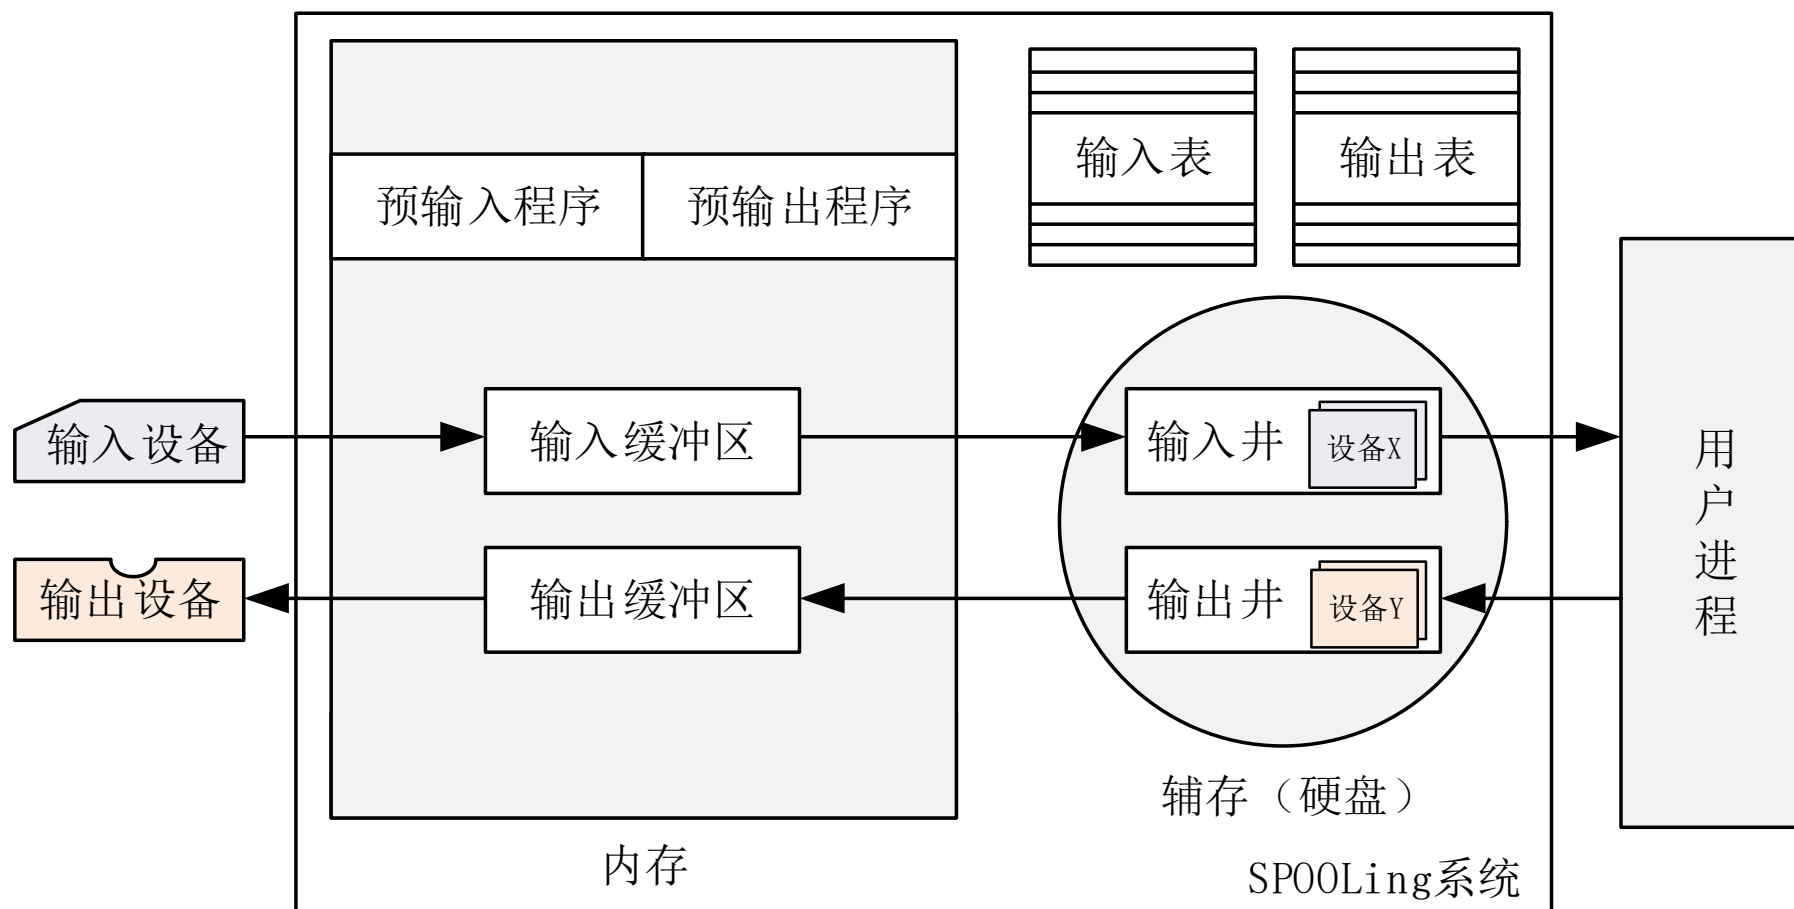 输入表
输出表
预输入程序
预输出程序
输入设备
输入缓冲区
输入井
设备X
用户进程
输出设备
输出缓冲区
输出井
设备Y
辅存（硬盘）
内存
SPOOLing系统